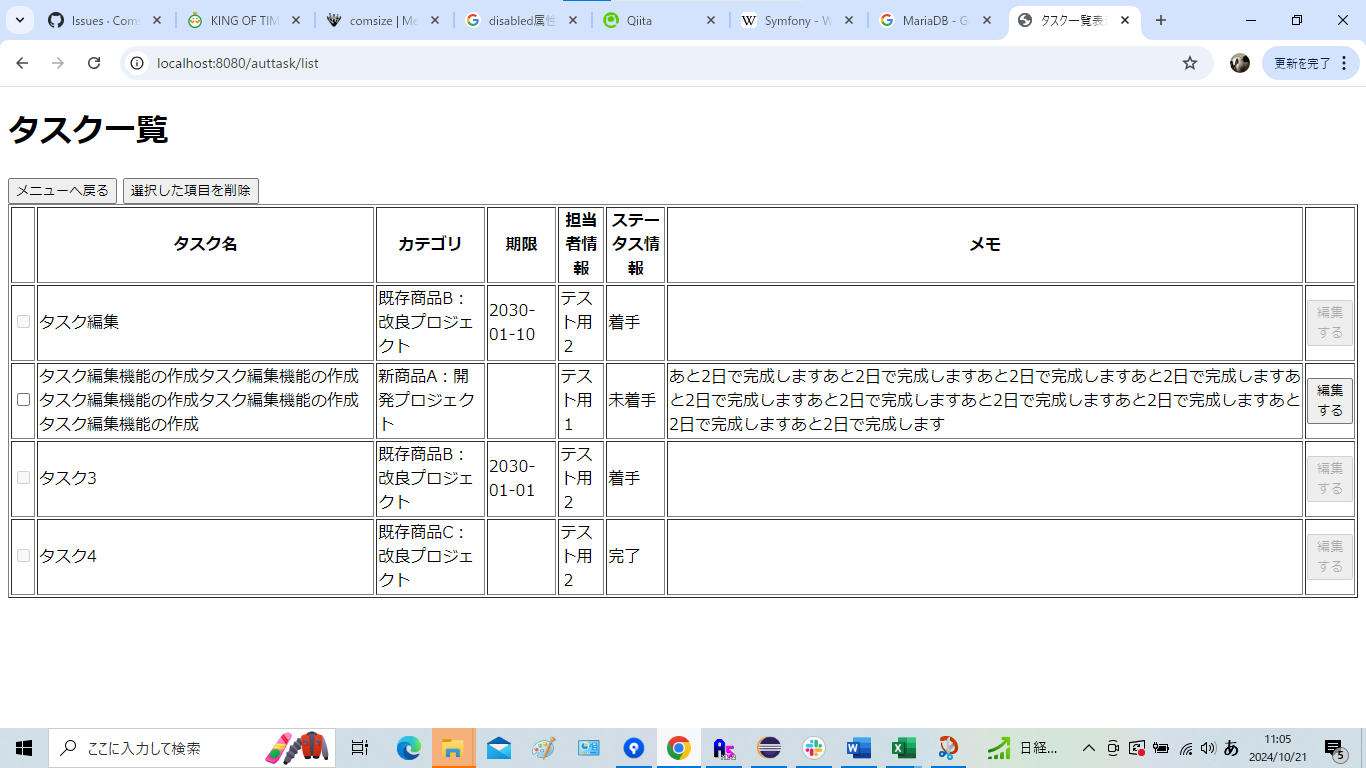 Issues · Com
KING OF TIM
comsize | Me
disabled属性
Qiita
Symfony - W
MariaDB - G
タスク一覧表
localhost:8080/auttask/list
更新を完了
タスク一覧
メニューへ戻る 選択した項目を削除
タスク名 カテゴリ 期限 担当者情報 ステータス情報 メモ
タスク編集 既存商品B：改良プロジェクト 2030-01-10 テスト用2 着手 編集する
タスク編集機能の作成タスク編集機能の作成
タスク編集機能の作成タスク編集機能の作成
タスク編集機能の作成
新商品A：開
発プロジェク
ト
テス
ト用
1
未着手
あと2日で完成しますあと2日で完成しますあと2日で完成しますあと2日で完成しますあ
と2日で完成しますあと2日で完成しますあと2日で完成しますあと2日で完成しますあと
2日で完成しますあと2日で完成します
編集
する
タスク3 既存商品B：改良プロジェクト 2030-01-01 テスト用2 着手 編集する
タスク4 既存商品C：改良プロジェクト テスト用2 完了 編集する
ここに入力して検索
日経...
あ
11:05
2024/10/21
5